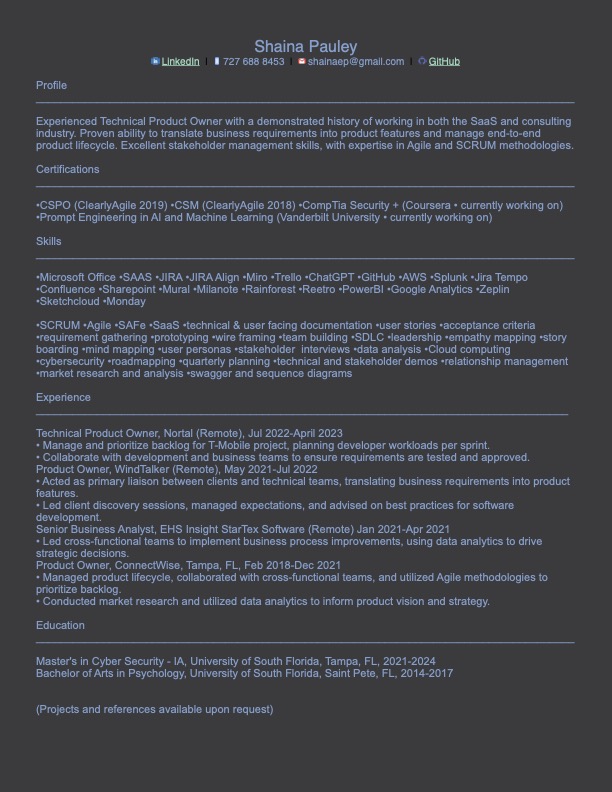 Shaina Pauley
LinkedIn | 727 688 8453 | shainaep@gmail.com | GitHub
Profile
Experienced Technical Product Owner with a demonstrated history of working in both the SaaS and consulting
industry. Proven ability to translate business requirements into product features and manage end-to-end
product lifecycle. Excellent stakeholder management skills, with expertise in Agile and SCRUM methodologies.
Certifications
•CSPO (ClearlyAgile 2019) •CSM (ClearlyAgile 2018) •CompTia Security + (Coursera • currently working on)
•Prompt Engineering in AI and Machine Learning (Vanderbilt University • currently working on)
Skills
•Microsoft Office •SAAS •JIRA •JIRA Align •Miro •Trello •ChatGPT •GitHub •AWS •Splunk •Jira Tempo
•Confluence •Sharepoint •Mural •Milanote •Rainforest •Reetro •PowerBI •Google Analytics •Zeplin
•Sketchcloud •Monday
•SCRUM •Agile •SAFe •SaaS •technical & user facing documentation •user stories •acceptance criteria
•requirement gathering •prototyping •wire framing •team building •SDLC •leadership •empathy mapping •story
boarding •mind mapping •user personas •stakeholder  interviews •data analysis •Cloud computing
•cybersecurity •roadmapping •quarterly planning •technical and stakeholder demos •relationship management
•market research and analysis •swagger and sequence diagrams
Experience
Technical Product Owner, Nortal (Remote), Jul 2022-April 2023
• Manage and prioritize backlog for T-Mobile project, planning developer workloads per sprint.
• Collaborate with development and business teams to ensure requirements are tested and approved.
Product Owner, WindTalker (Remote), May 2021-Jul 2022
• Acted as primary liaison between clients and technical teams, translating business requirements into product
features.
• Led client discovery sessions, managed expectations, and advised on best practices for software
development.
Senior Business Analyst, EHS Insight StarTex Software (Remote) Jan 2021-Apr 2021
• Led cross-functional teams to implement business process improvements, using data analytics to drive
strategic decisions.
Product Owner, ConnectWise, Tampa, FL, Feb 2018-Dec 2021
• Managed product lifecycle, collaborated with cross-functional teams, and utilized Agile methodologies to
prioritize backlog.
• Conducted market research and utilized data analytics to inform product vision and strategy.
Education
Master's in Cyber Security - IA, University of South Florida, Tampa, FL, 2021-2024
Bachelor of Arts in Psychology, University of South Florida, Saint Pete, FL, 2014-2017
(Projects and references available upon request)